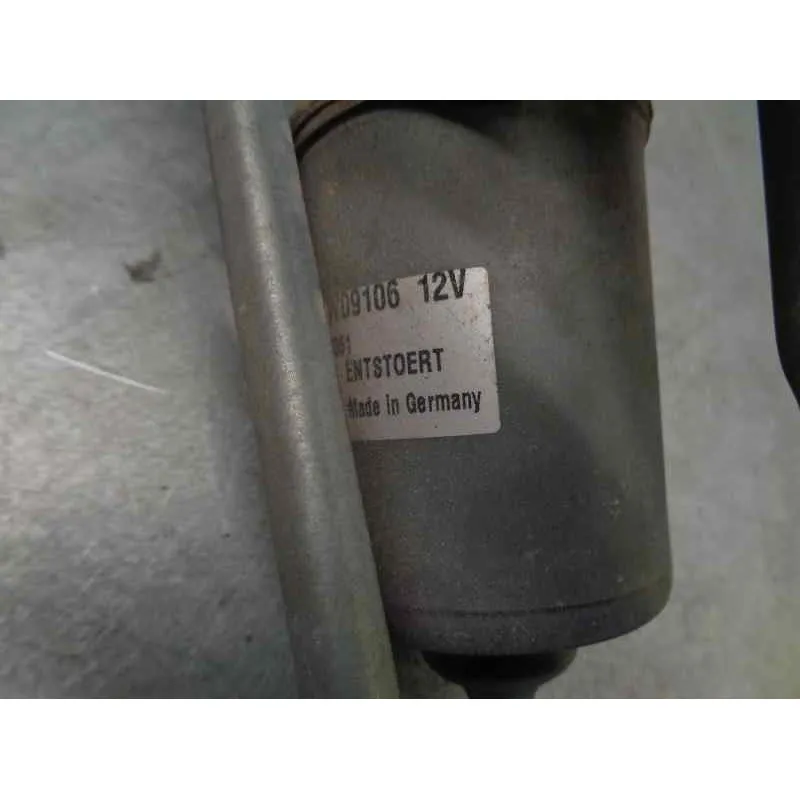 09106 12V
ENTSTOERT
Made in Germany